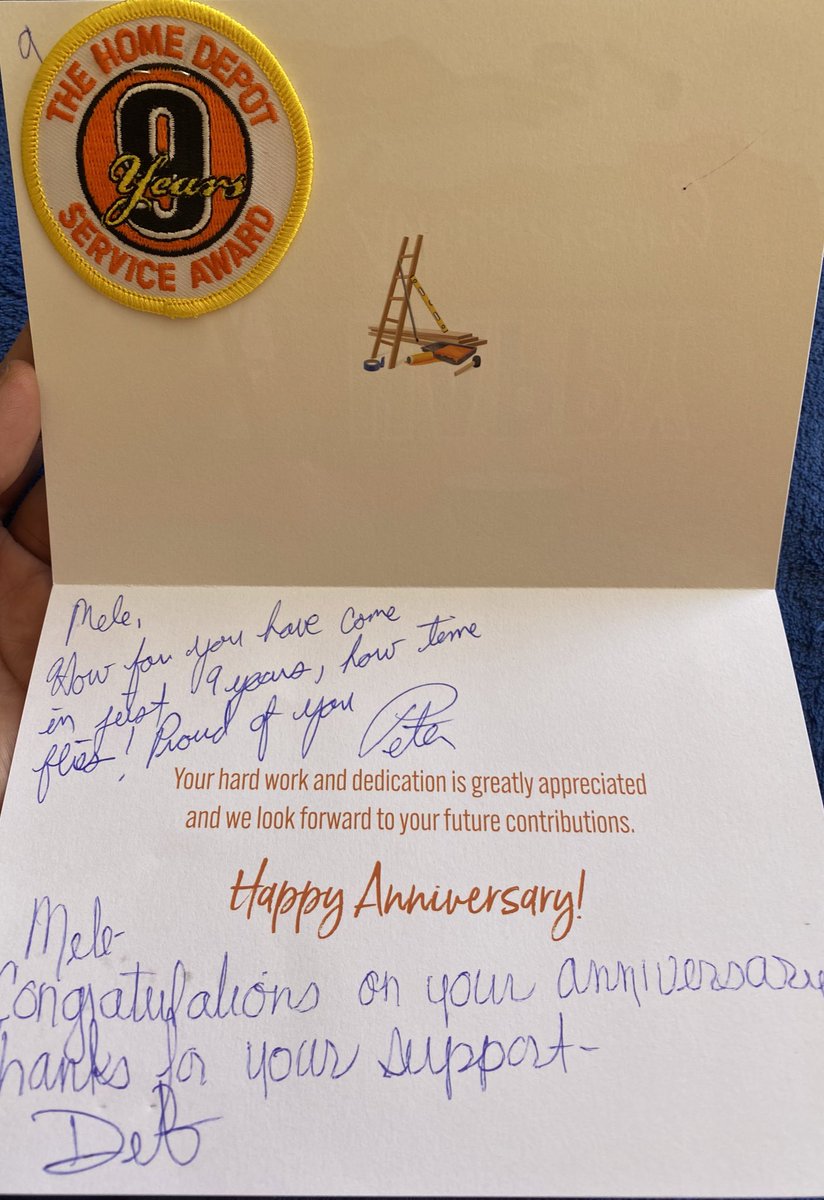 9
THE HOME DEPOT
9
Years
SERVICE AWARD
Mele,
How far you have come
in just 9 years, how time
flies! Proud of you
Peter
Your hard work and dedication is greatly appreciated
and we look forward to your future contributions.
Happy Anniversary!
Mele-
Congratulations on your anniversary
hanks for your support-
Deb